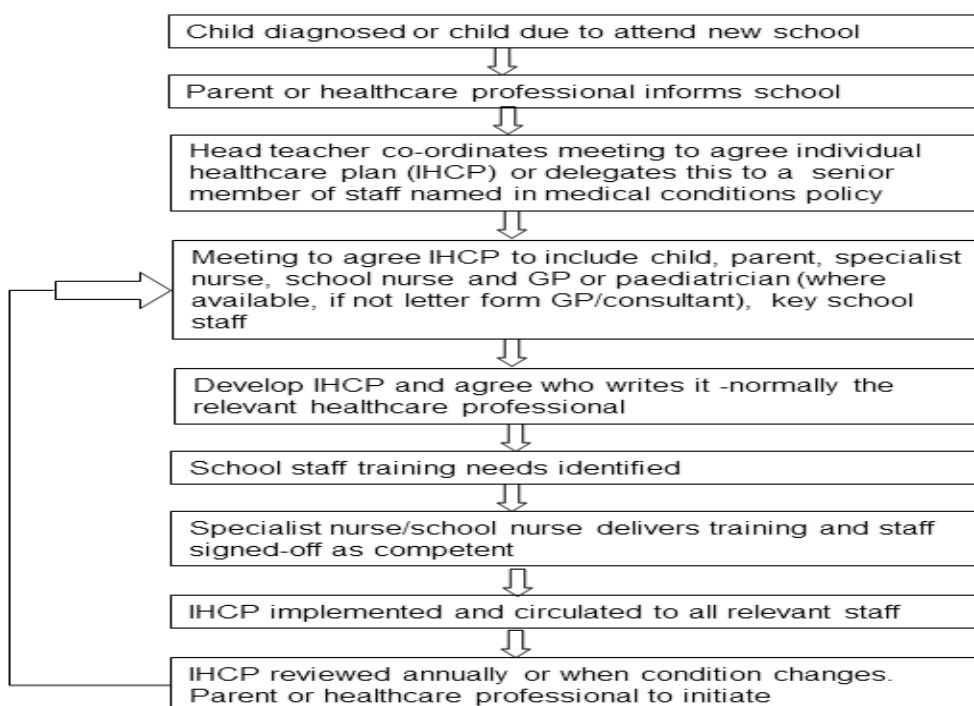 Child diagnosed or child due to attend new school
Parent or healthcare professional informs school
Head teacher co-ordinates meeting to agree individual
healthcare plan (IHCP) or delegates this to a senior
member of staff named in medical conditions policy
Meeting to agree IHCP to include child, parent, specialist
nurse, school nurse and GP or paediatrician (where
available, if not letter form GP/consultant), key school
staff
Develop IHCP and agree who writes it -normally the
relevant healthcare professional
School staff training needs identified
Specialist nurse/school nurse delivers training and staff
signed-off as competent
IHCP implemented and circulated to all relevant staff
IHCP reviewed annually or when condition changes.
Parent or healthcare professional to initiate